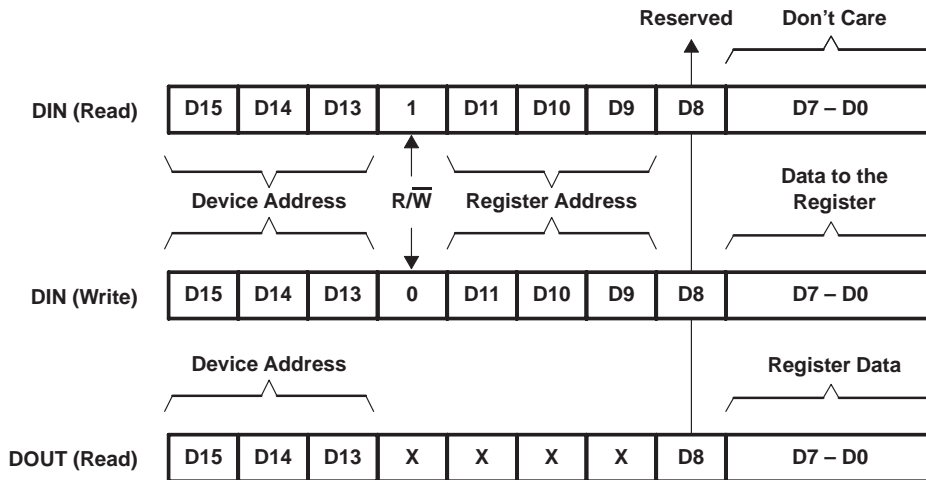 Reserved Don't Care
DIN (Read) D15 D14 D13 1 D11 D10 D9 D8 D7 – D0
Device Address R/W̅ Register Address Data to the
Register
DIN (Write) D15 D14 D13 0 D11 D10 D9 D8 D7 – D0
Device Address Register Data
DOUT (Read) D15 D14 D13 X X X X D8 D7 – D0